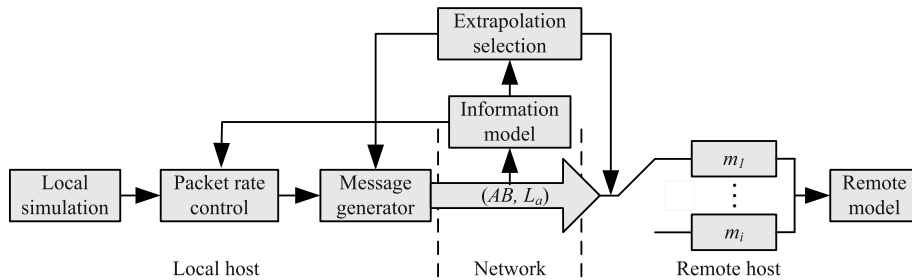 Extrapolation
selection
Information
model
Local
simulation
Packet rate
control
Message
generator
(AB, Lₐ)
m₁
⋮
mᵢ
Remote
model
Local host
Network
Remote host